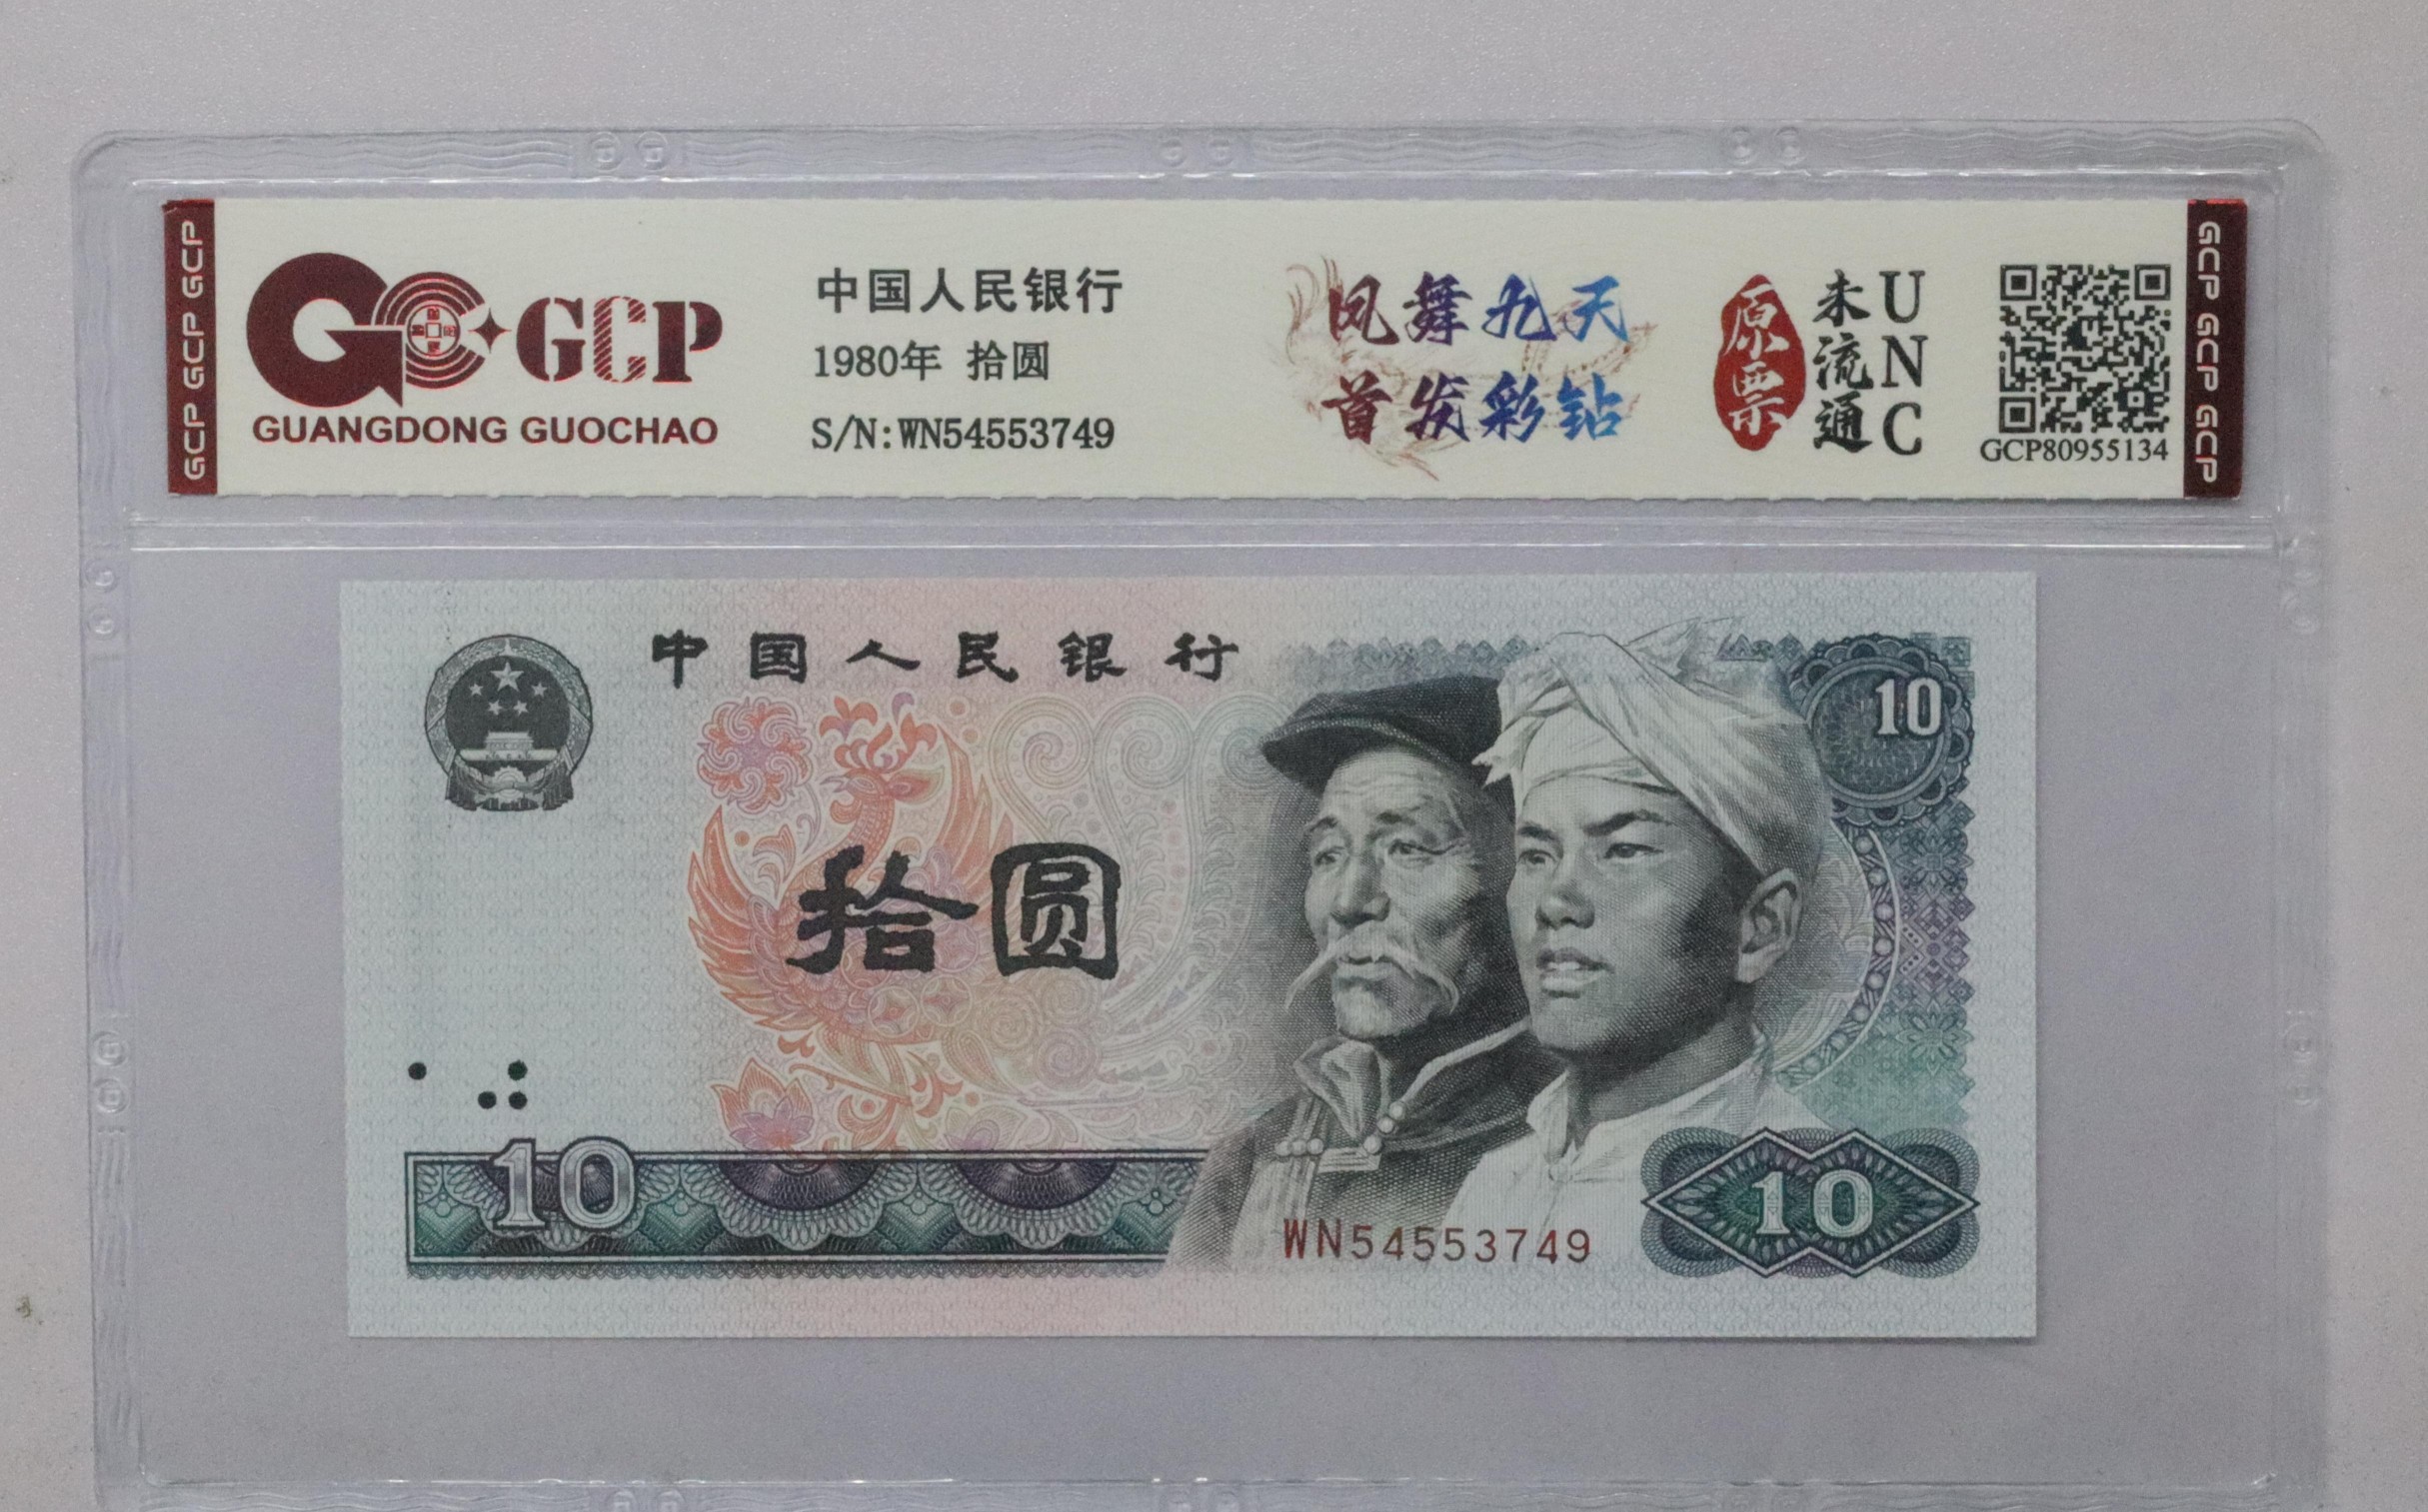 GCP GCP GCP
GCP
GUANGDONG GUOCHAO
中国人民银行
1980年 拾圆
S/N:WN54553749
凤舞九天
首发彩钻
原票
未流通
UNC
GCP80955134
GCP GCP GCP
中国人民银行
10
拾圆
10
WN54553749
10